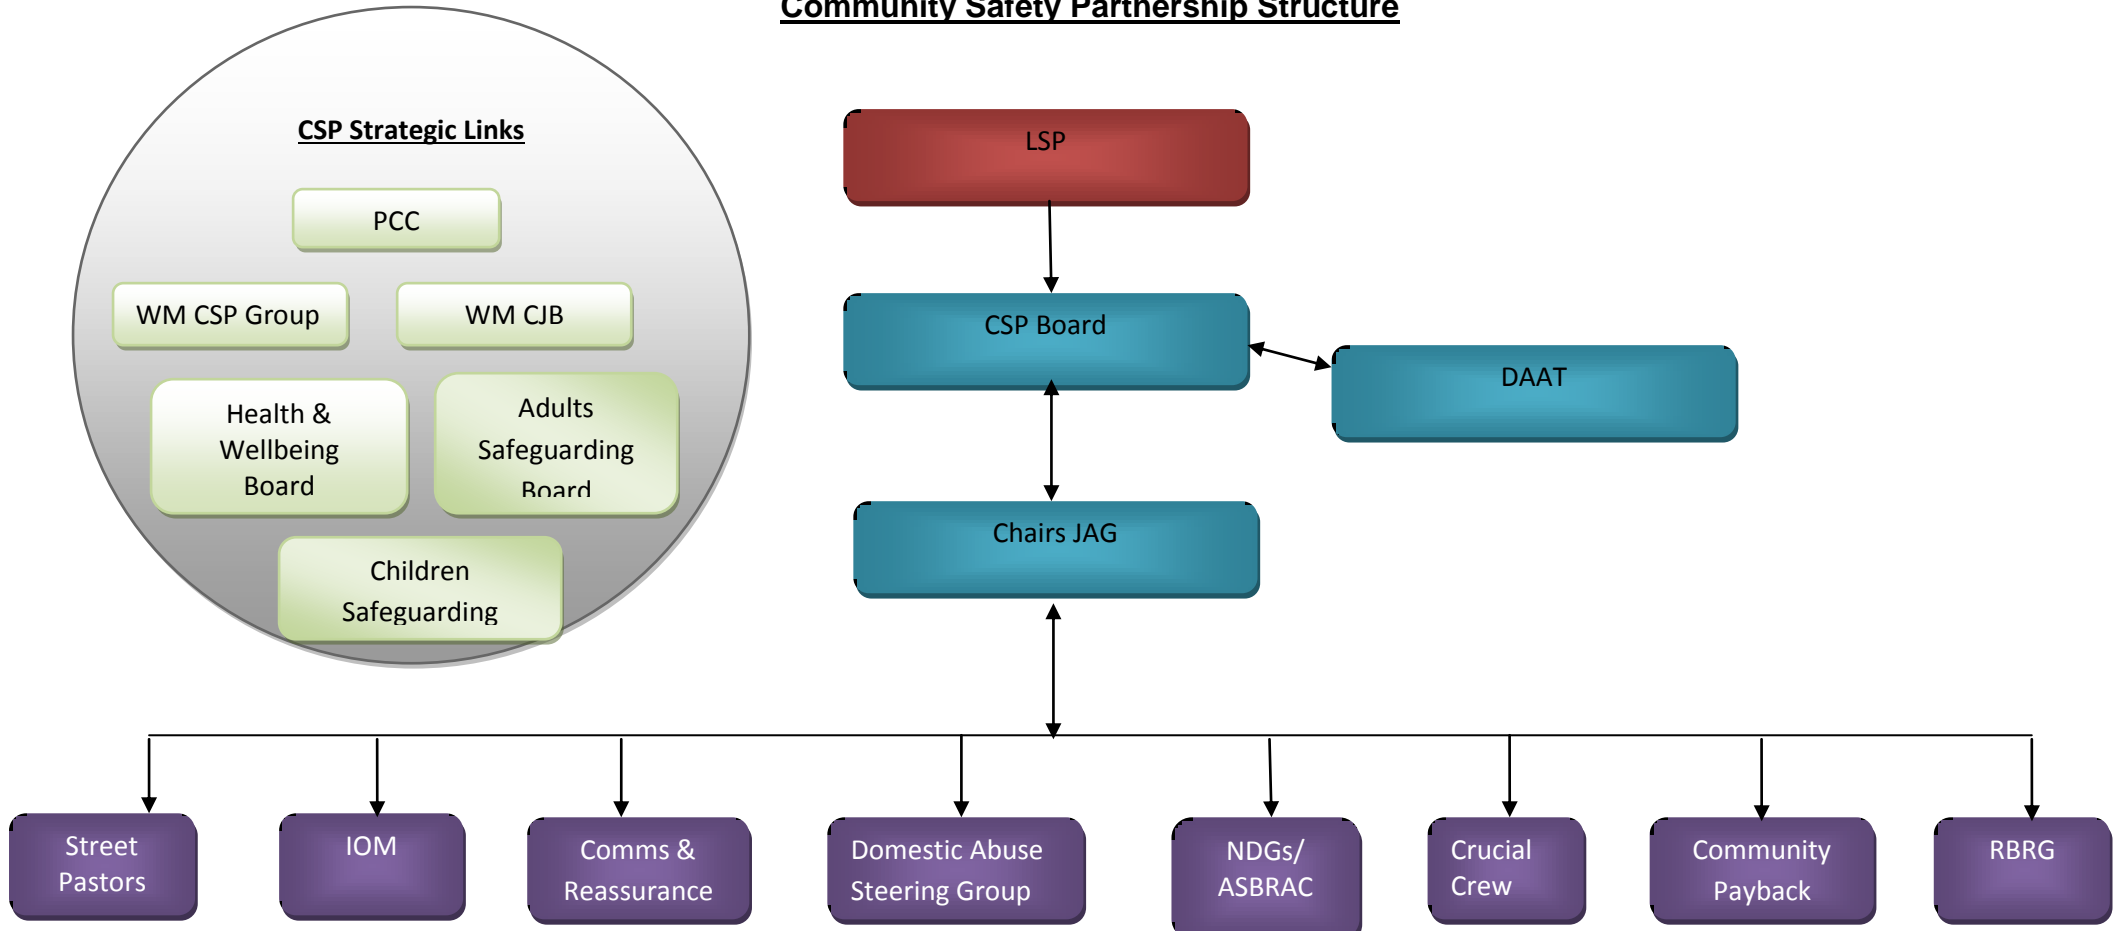 Community Safety Partnership Structure
CSP Strategic Links
PCC
WM CSP Group
WM CJB
Health &
Wellbeing
Board
Adults
Safeguarding
Board
Children
Safeguarding
LSP
CSP Board
DAAT
Chairs JAG
Street
Pastors
IOM
Comms &
Reassurance
Domestic Abuse
Steering Group
NDGs/
ASBRAC
Crucial
Crew
Community
Payback
RBRG